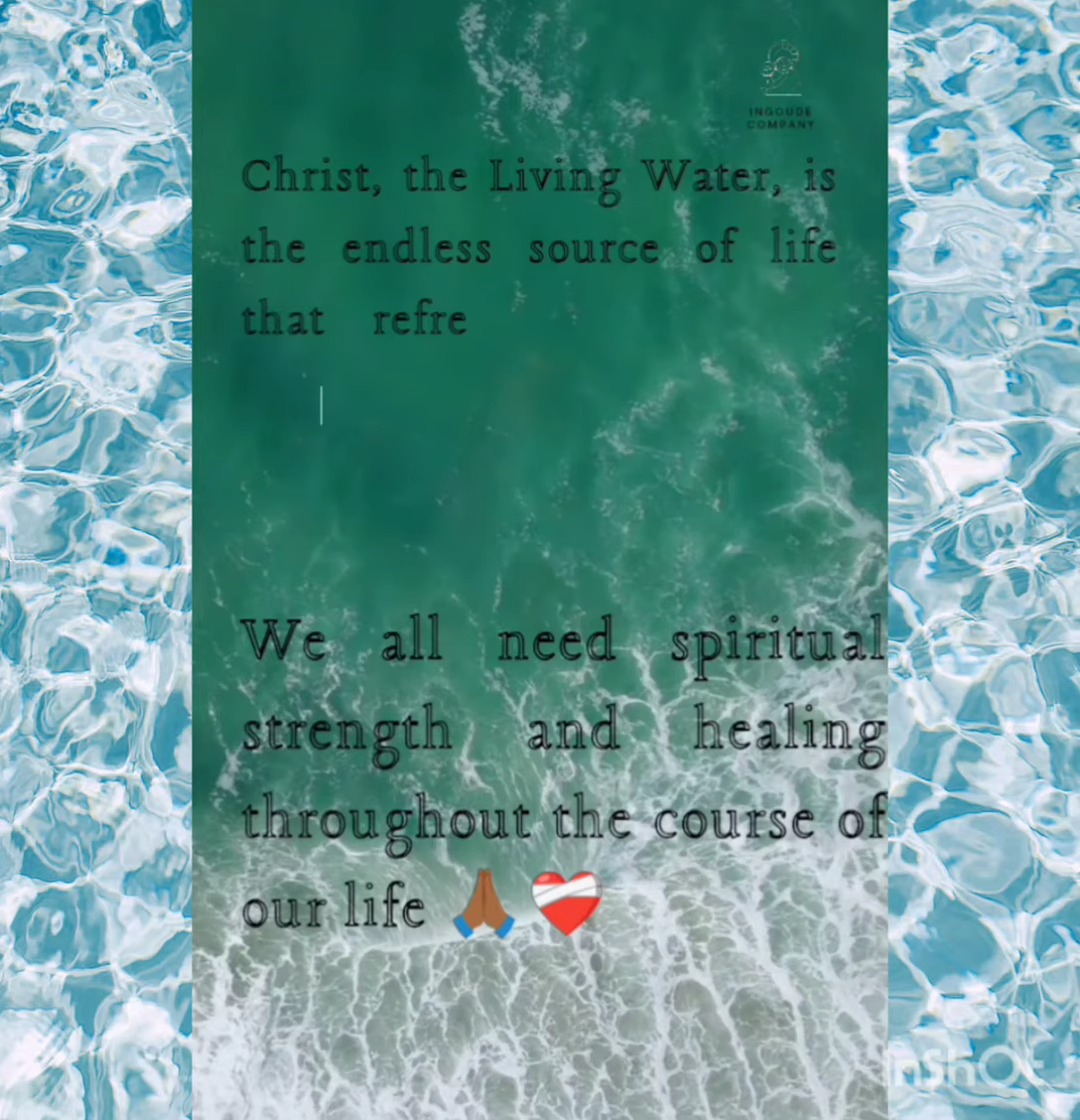 INGOUDE
COMPANY
Christ, the Living Water, is
the endless source of life
that refre
We all need spiritual
strength and healing
throughout the course of
our life 🙏🏾 ❤️‍🩹
InShOt